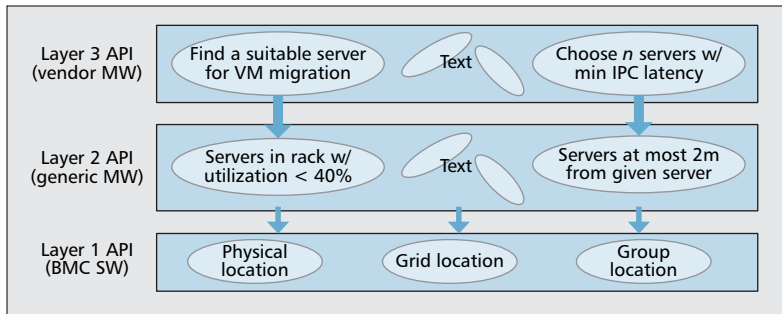 Layer 3 API
(vendor MW)
Find a suitable server
for VM migration
Text
Choose n servers w/
min IPC latency
Layer 2 API
(generic MW)
Servers in rack w/
utilization < 40%
Text
Servers at most 2m
from given server
Layer 1 API
(BMC SW)
Physical
location
Grid location
Group
location